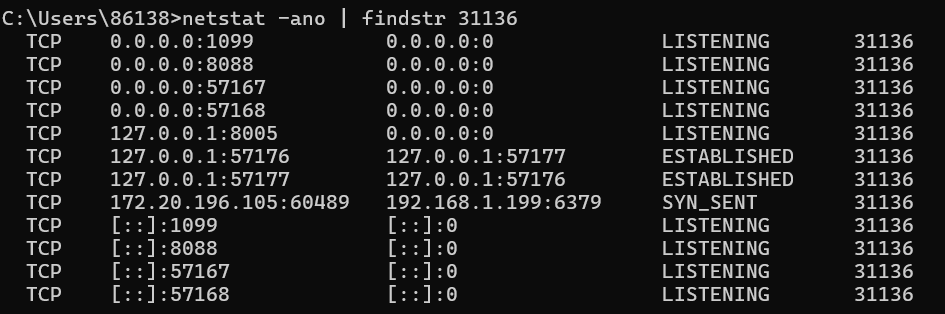 C:\Users\86138>netstat -ano | findstr 31136
TCP 0.0.0.0:1099 0.0.0.0:0 LISTENING 31136
TCP 0.0.0.0:8088 0.0.0.0:0 LISTENING 31136
TCP 0.0.0.0:57167 0.0.0.0:0 LISTENING 31136
TCP 0.0.0.0:57168 0.0.0.0:0 LISTENING 31136
TCP 127.0.0.1:8005 0.0.0.0:0 LISTENING 31136
TCP 127.0.0.1:57176 127.0.0.1:57177 ESTABLISHED 31136
TCP 127.0.0.1:57177 127.0.0.1:57176 ESTABLISHED 31136
TCP 172.20.196.105:60489 192.168.1.199:6379 SYN_SENT 31136
TCP [::]:1099 [::]:0 LISTENING 31136
TCP [::]:8088 [::]:0 LISTENING 31136
TCP [::]:57167 [::]:0 LISTENING 31136
TCP [::]:57168 [::]:0 LISTENING 31136